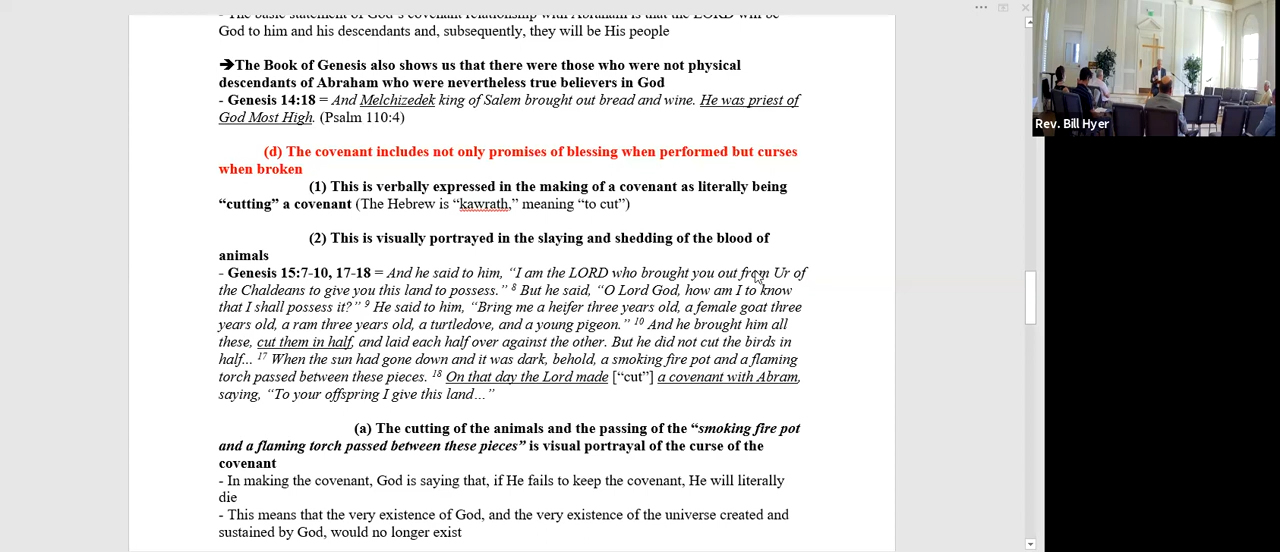 - The basic statement of God's covenant relationship with Abraham is that the LORD will be
God to him and his descendants and, subsequently, they will be His people
➔The Book of Genesis also shows us that there were those who were not physical
descendants of Abraham who were nevertheless true believers in God
- Genesis 14:18 = And Melchizedek king of Salem brought out bread and wine. He was priest of
God Most High. (Psalm 110:4)
(d) The covenant includes not only promises of blessing when performed but curses
when broken
(1) This is verbally expressed in the making of a covenant as literally being
“cutting” a covenant (The Hebrew is “kawrath,” meaning “to cut”)
(2) This is visually portrayed in the slaying and shedding of the blood of
animals
- Genesis 15:7-10, 17-18 = And he said to him, “I am the LORD who brought you out from Ur of
the Chaldeans to give you this land to possess.” 8 But he said, “O Lord God, how am I to know
that I shall possess it?” 9 He said to him, “Bring me a heifer three years old, a female goat three
years old, a ram three years old, a turtledove, and a young pigeon.” 10 And he brought him all
these, cut them in half, and laid each half over against the other. But he did not cut the birds in
half... 17 When the sun had gone down and it was dark, behold, a smoking fire pot and a flaming
torch passed between these pieces. 18 On that day the Lord made [“cut”] a covenant with Abram,
saying, “To your offspring I give this land…”
(a) The cutting of the animals and the passing of the “smoking fire pot
and a flaming torch passed between these pieces” is visual portrayal of the curse of the
covenant
- In making the covenant, God is saying that, if He fails to keep the covenant, He will literally
die
- This means that the very existence of God, and the very existence of the universe created and
sustained by God, would no longer exist
Rev. Bill Hyer